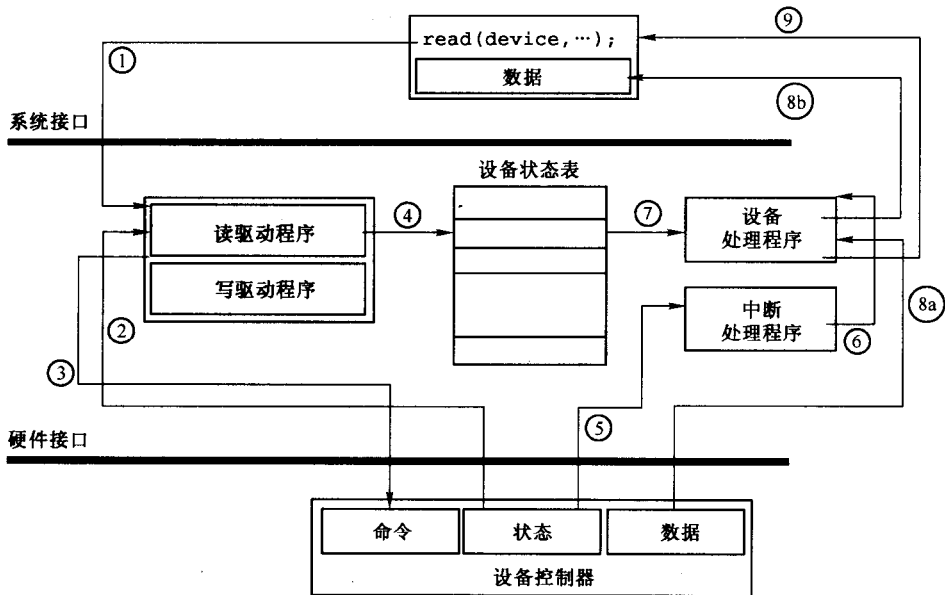 ⑨
read(device,…);
①
数据
8b
系统接口
设备状态表
④
⑦
设备
处理程序
读驱动程序
写驱动程序
中断
处理程序
②
8a
⑥
③
⑤
硬件接口
命令
状态
数据
设备控制器